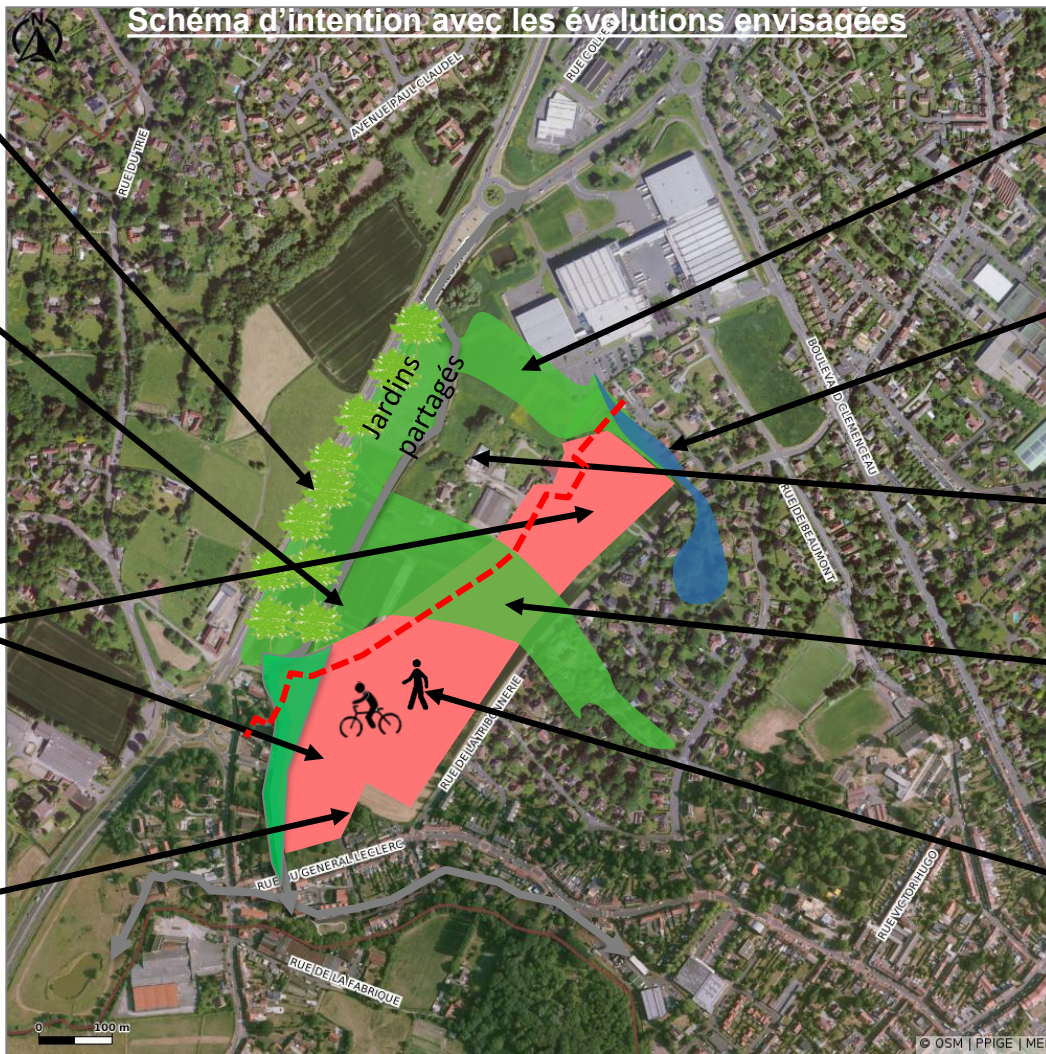 Schéma d’intention avec les évolutions envisagées
N
RUE COLLE
AVENUE PAUL CLAUDEL
RUE DU TRIE
Jardins
partagés
BOULEVARD CLEMENCEAU
RUE DE BEAUMONT
RUE DE LA TRIBONNERIE
RUE DU GENERAL LECLERC
RUE VICTOR HUGO
RUE DE LA FABRIQUE
0 100 m
© OSM | PPIGE | MEL